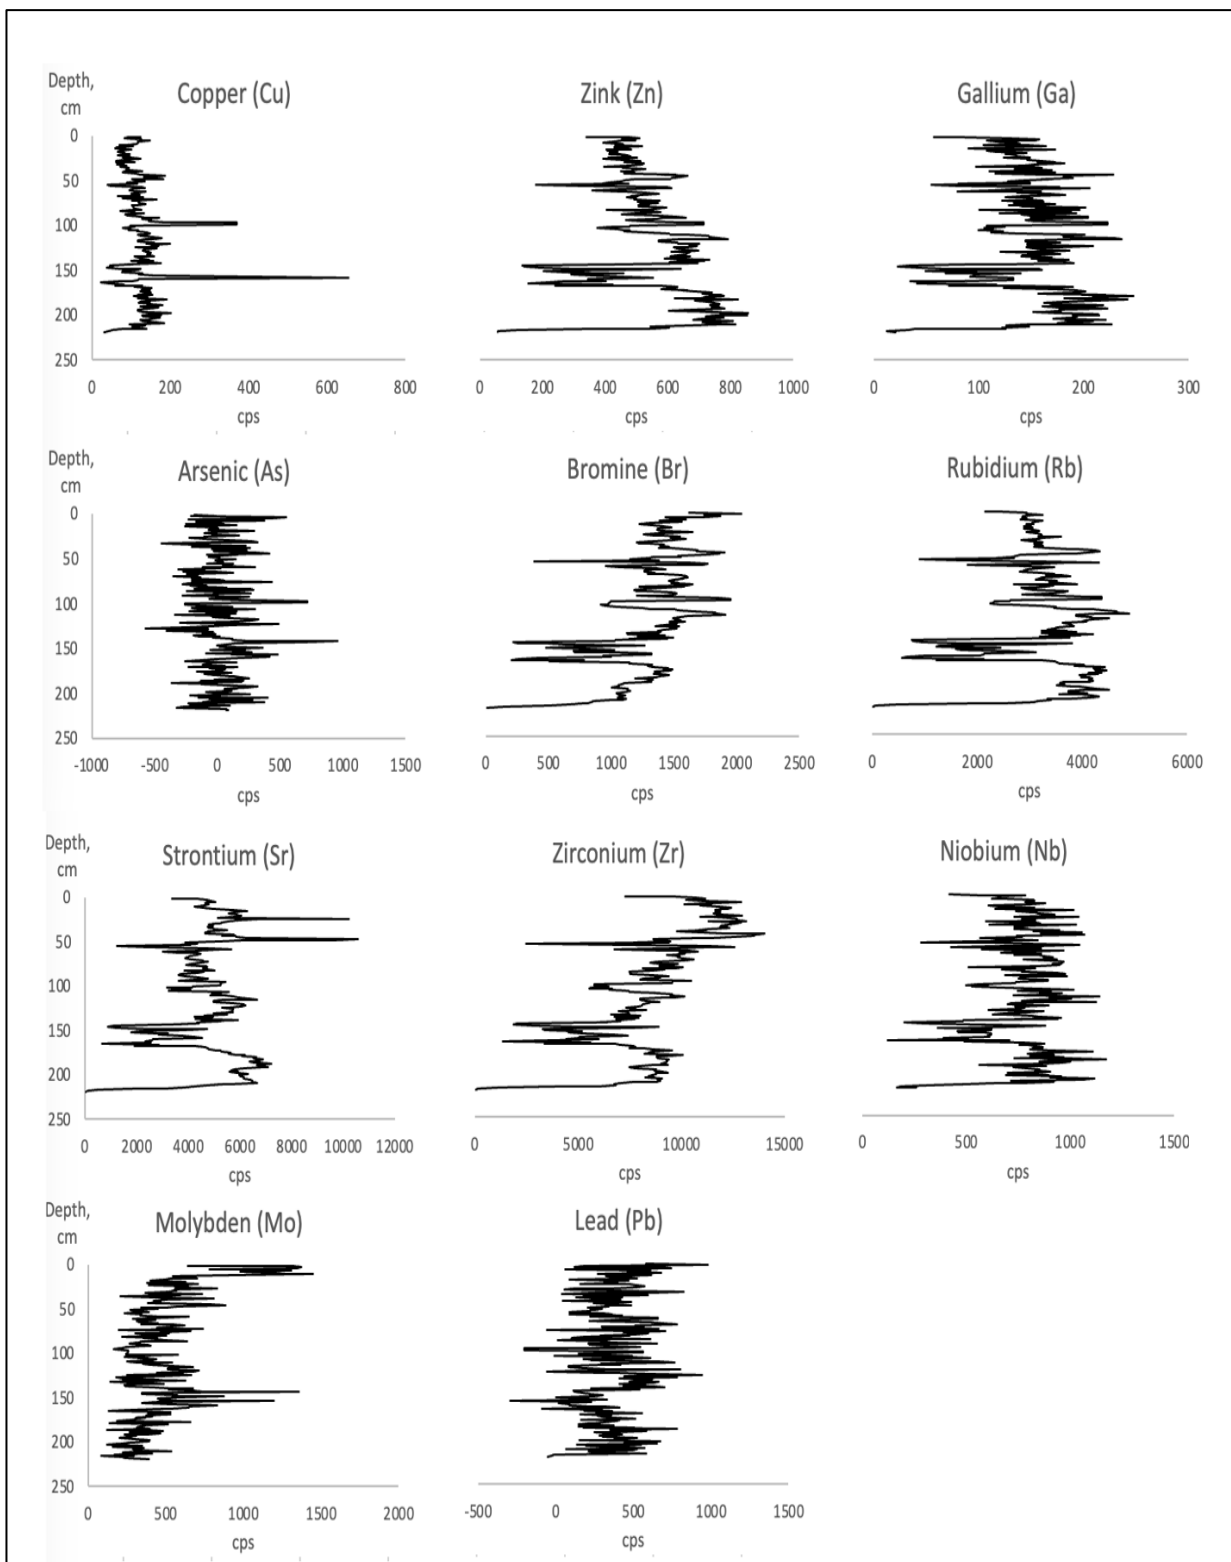 Depth,
cm
Copper (Cu)
Zink (Zn)
Gallium (Ga)
0
50
100
150
200
250
0 200 400 600 800
0 200 400 600 800 1000
0 100 200 300
cps
cps
cps
Depth,
cm
Arsenic (As)
Bromine (Br)
Rubidium (Rb)
0
50
100
150
200
250
-1000 -500 0 500 1000 1500
0 500 1000 1500 2000 2500
0 2000 4000 6000
cps
cps
cps
Depth,
cm
Strontium (Sr)
Zirconium (Zr)
Niobium (Nb)
0
50
100
150
200
250
0 2000 4000 6000 8000 10000 12000
0 5000 10000 15000
0 500 1000 1500
cps
cps
cps
Depth,
cm
Molybden (Mo)
Lead (Pb)
0
50
100
150
200
250
0 500 1000 1500 2000
-500 0 500 1000 1500
cps
cps